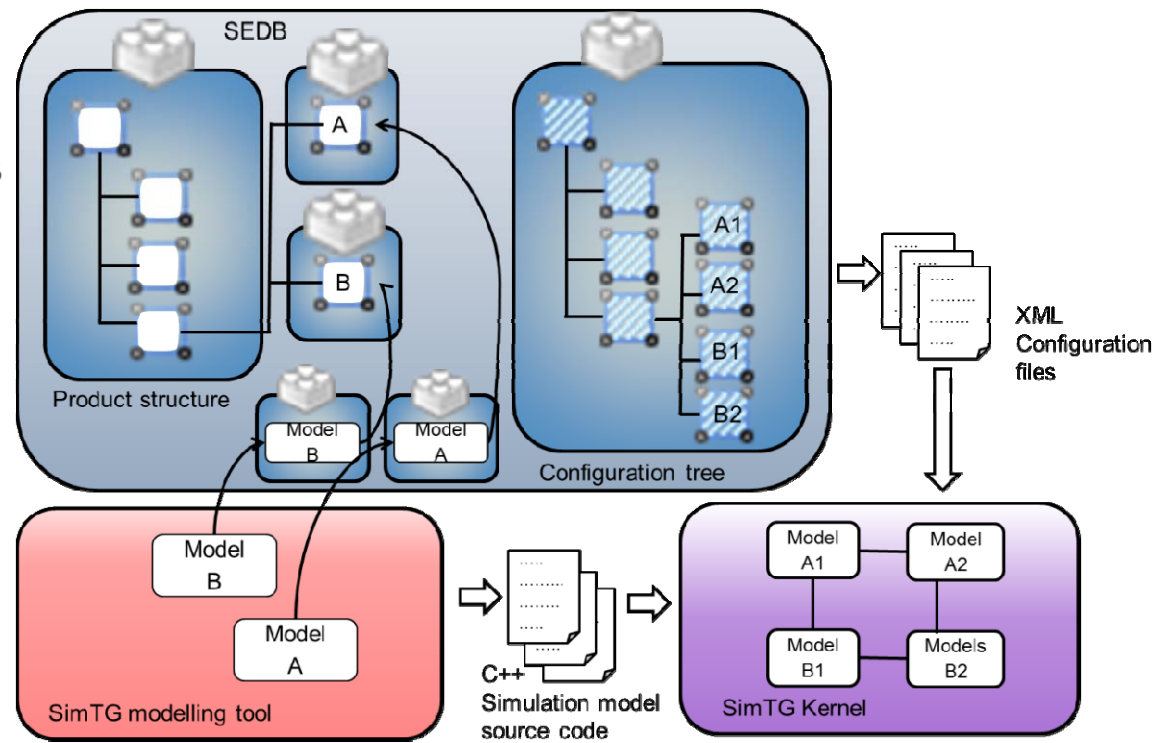 SEDB
A
B
Product structure
Model
B
Model
A
A1
A2
B1
B2
Configuration tree
XML
Configuration
files
Model
B
Model
A
SimTG modelling tool
C++
Simulation model
source code
Model
A1
Model
A2
Model
B1
Models
B2
SimTG Kernel